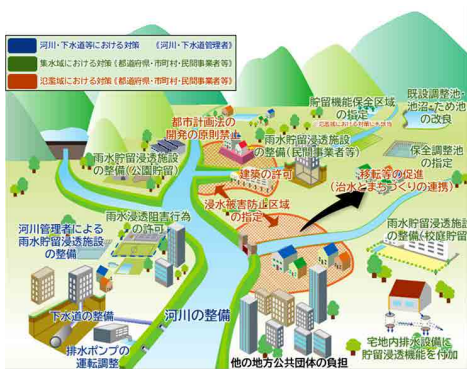 河川・下水道等における対策 《河川・下水道管理者》
集水域における対策《都道府県・市町村・民間事業者等》
氾濫域における対策《都道府県・市町村・民間事業者等》
都市計画法の
開発の原則禁止
貯留機能保全区域
の指定
既設調整池・
池沼・ため池
の改良
雨水貯留浸透施設
の整備(公園貯留)
雨水貯留浸透施設
の整備(民間事業者等)
保全調整池
の指定
建築の許可
移転等の促進
(治水とまちづくりの連携)
浸水被害防止区域
の指定
雨水浸透阻害行為
の許可
河川管理者による
雨水貯留浸透施設
の整備
雨水貯留浸透施設
の整備(校庭貯留)
下水道の整備
河川の整備
排水ポンプの
運転調整
他の地方公共団体の負担
宅地内排水設備に
貯留浸透機能を付加